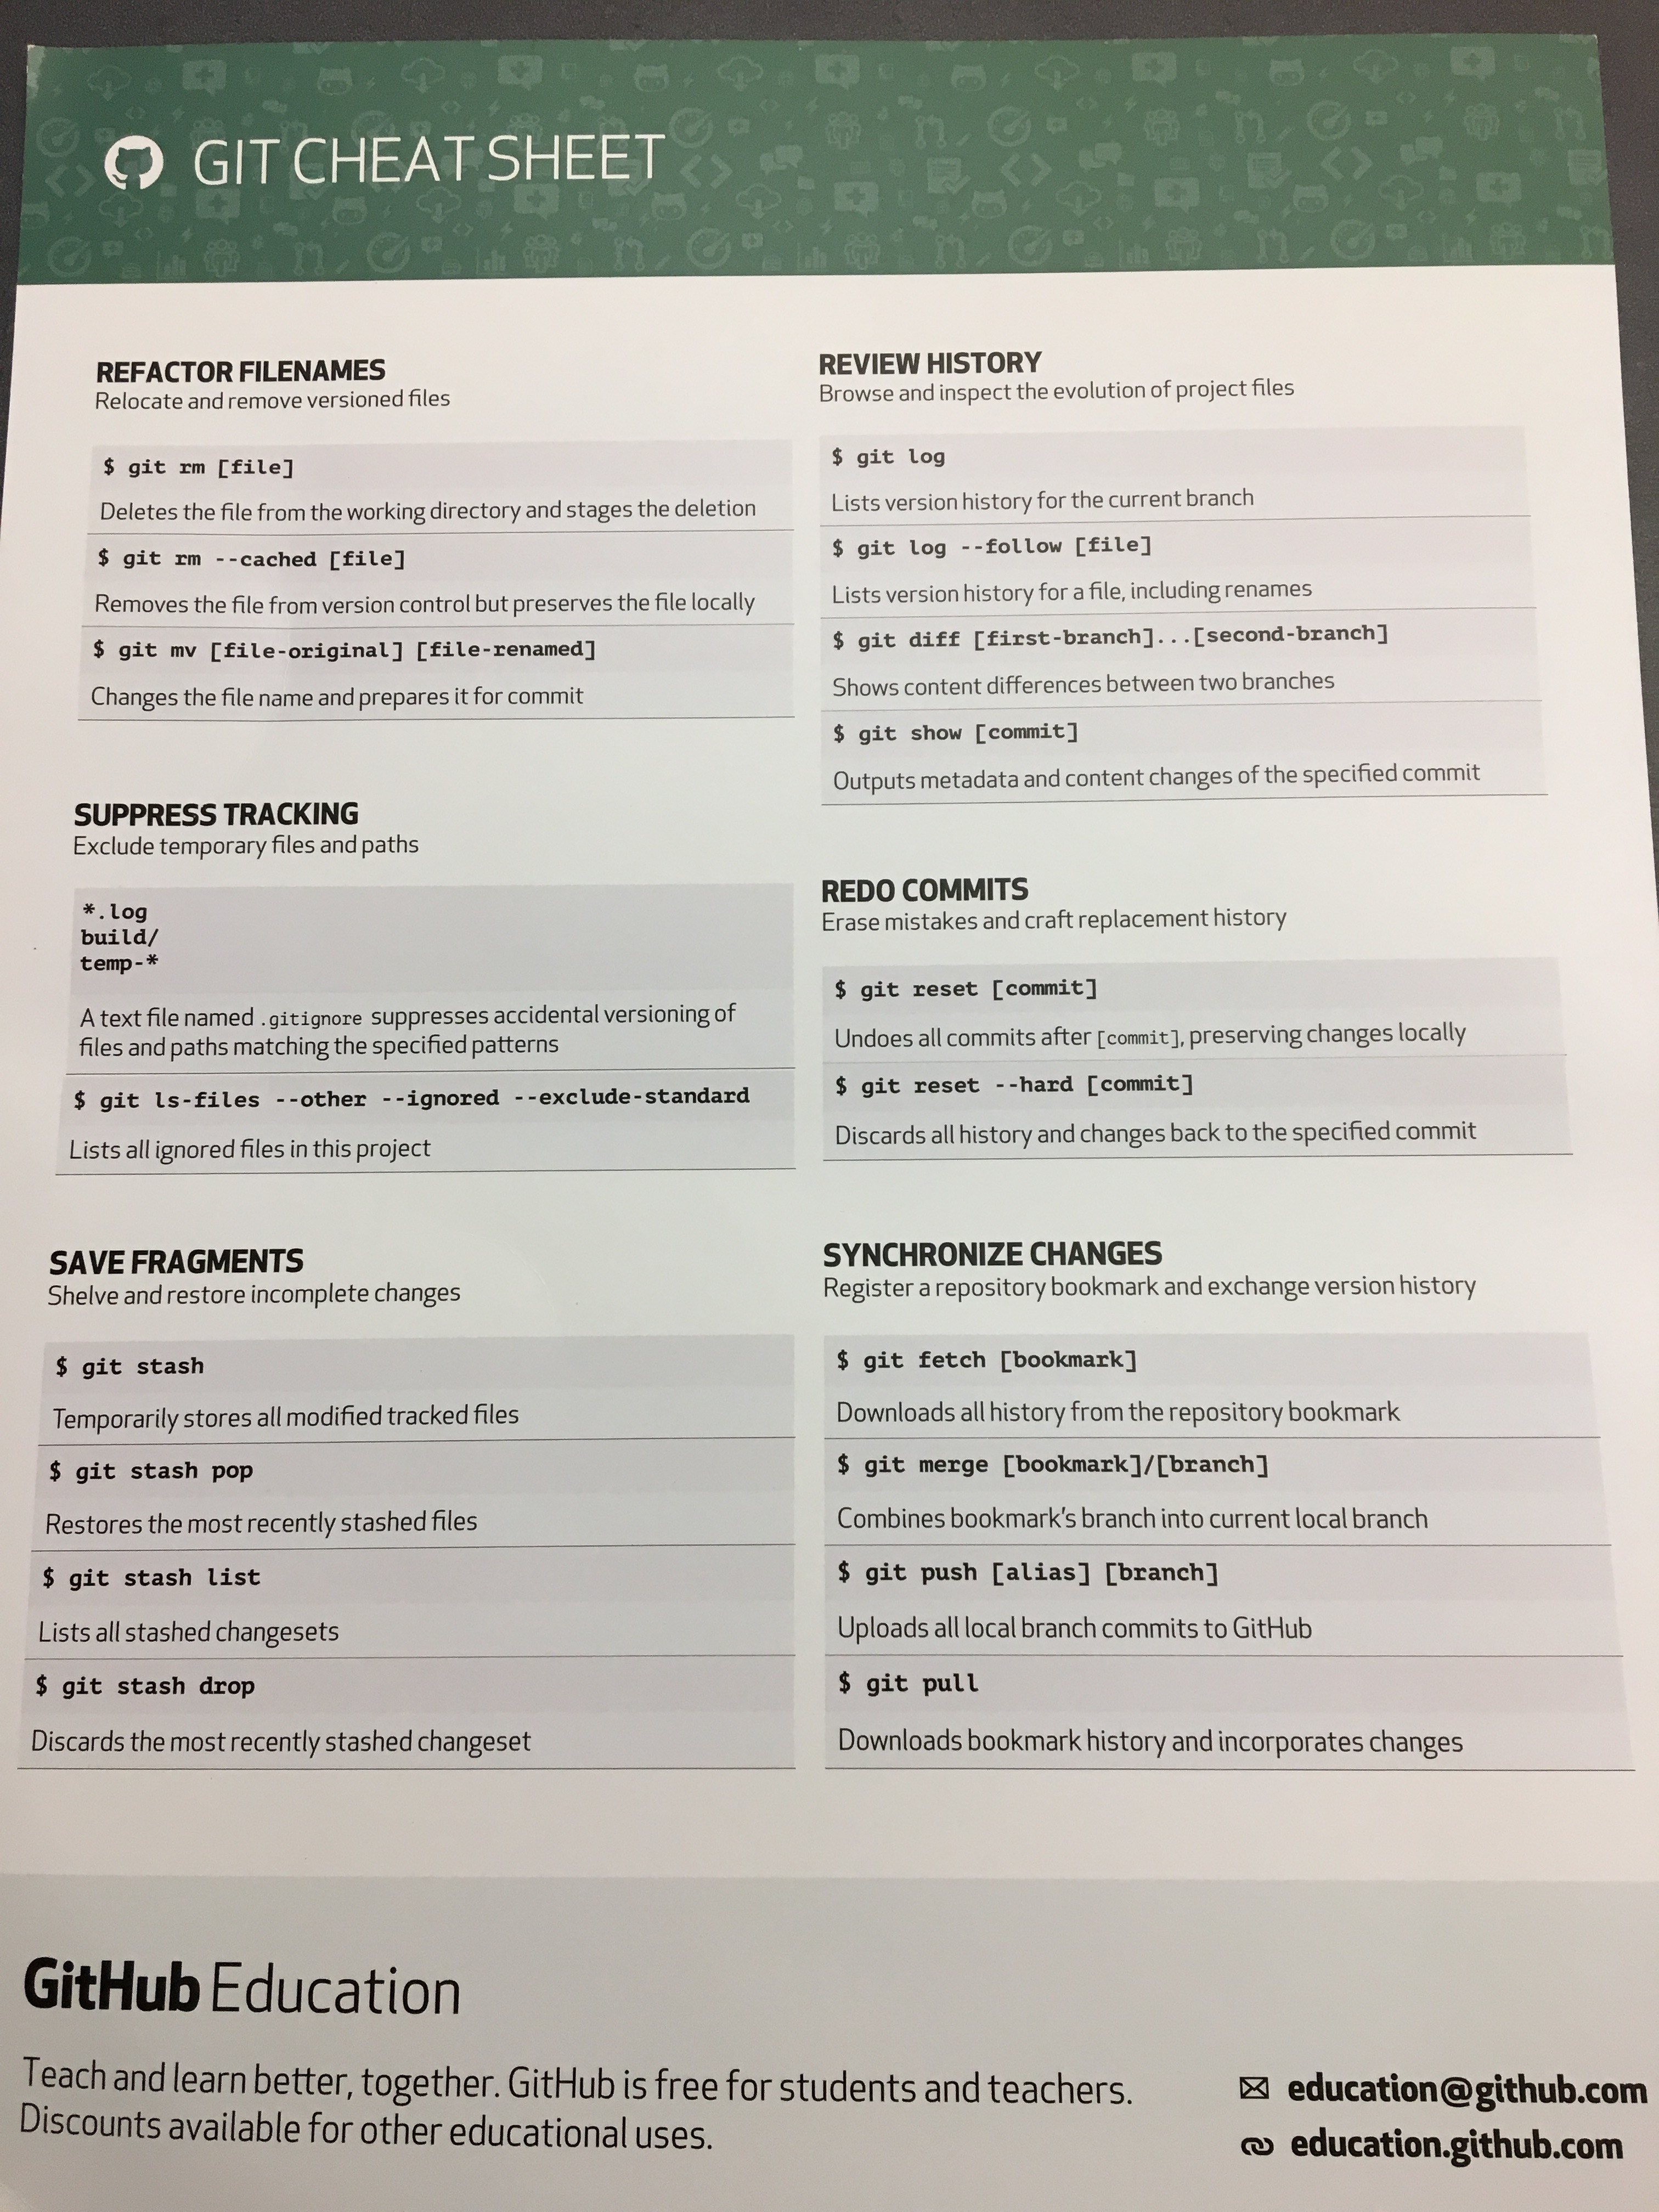 GIT CHEAT SHEET
REFACTOR FILENAMES
Relocate and remove versioned files
$ git rm [file]
Deletes the file from the working directory and stages the deletion
$ git rm --cached [file]
Removes the file from version control but preserves the file locally
$ git mv [file-original] [file-renamed]
Changes the file name and prepares it for commit
SUPPRESS TRACKING
Exclude temporary files and paths
*.log
build/
temp-*
A text file named .gitignore suppresses accidental versioning of
files and paths matching the specified patterns
$ git ls-files --other --ignored --exclude-standard
Lists all ignored files in this project
SAVE FRAGMENTS
Shelve and restore incomplete changes
$ git stash
Temporarily stores all modified tracked files
$ git stash pop
Restores the most recently stashed files
$ git stash list
Lists all stashed changesets
$ git stash drop
Discards the most recently stashed changeset
REVIEW HISTORY
Browse and inspect the evolution of project files
$ git log
Lists version history for the current branch
$ git log --follow [file]
Lists version history for a file, including renames
$ git diff [first-branch]...[second-branch]
Shows content differences between two branches
$ git show [commit]
Outputs metadata and content changes of the specified commit
REDO COMMITS
Erase mistakes and craft replacement history
$ git reset [commit]
Undoes all commits after [commit], preserving changes locally
$ git reset --hard [commit]
Discards all history and changes back to the specified commit
SYNCHRONIZE CHANGES
Register a repository bookmark and exchange version history
$ git fetch [bookmark]
Downloads all history from the repository bookmark
$ git merge [bookmark]/[branch]
Combines bookmark's branch into current local branch
$ git push [alias] [branch]
Uploads all local branch commits to GitHub
$ git pull
Downloads bookmark history and incorporates changes
GitHub Education
Teach and learn better, together. GitHub is free for students and teachers.
Discounts available for other educational uses.
education@github.com
education.github.com